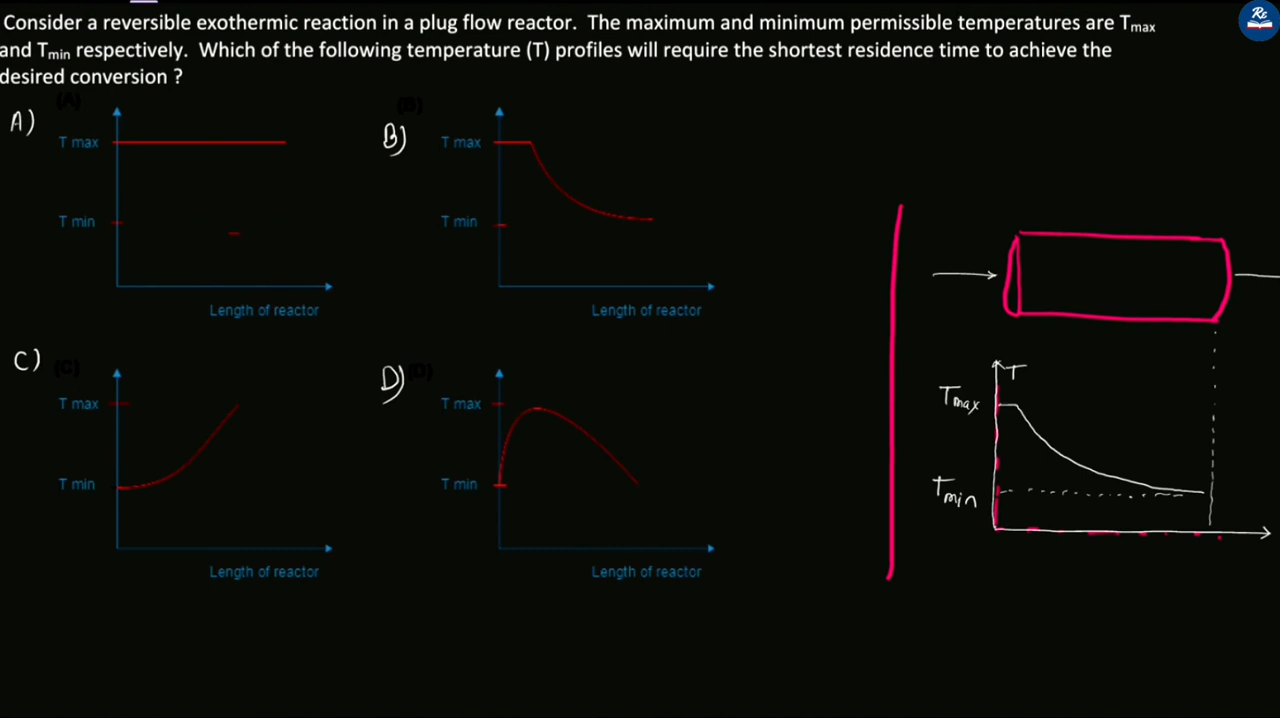 Consider a reversible exothermic reaction in a plug flow reactor. The maximum and minimum permissible temperatures are Tmax
and Tmin respectively. Which of the following temperature (T) profiles will require the shortest residence time to achieve the
desired conversion ?
Re
(A)
A)
T max
T min
Length of reactor
(B)
B)
T max
T min
Length of reactor
(C)
C)
T max
T min
Length of reactor
(D)
D)
T max
T min
Length of reactor
T
Tmax
Tmin